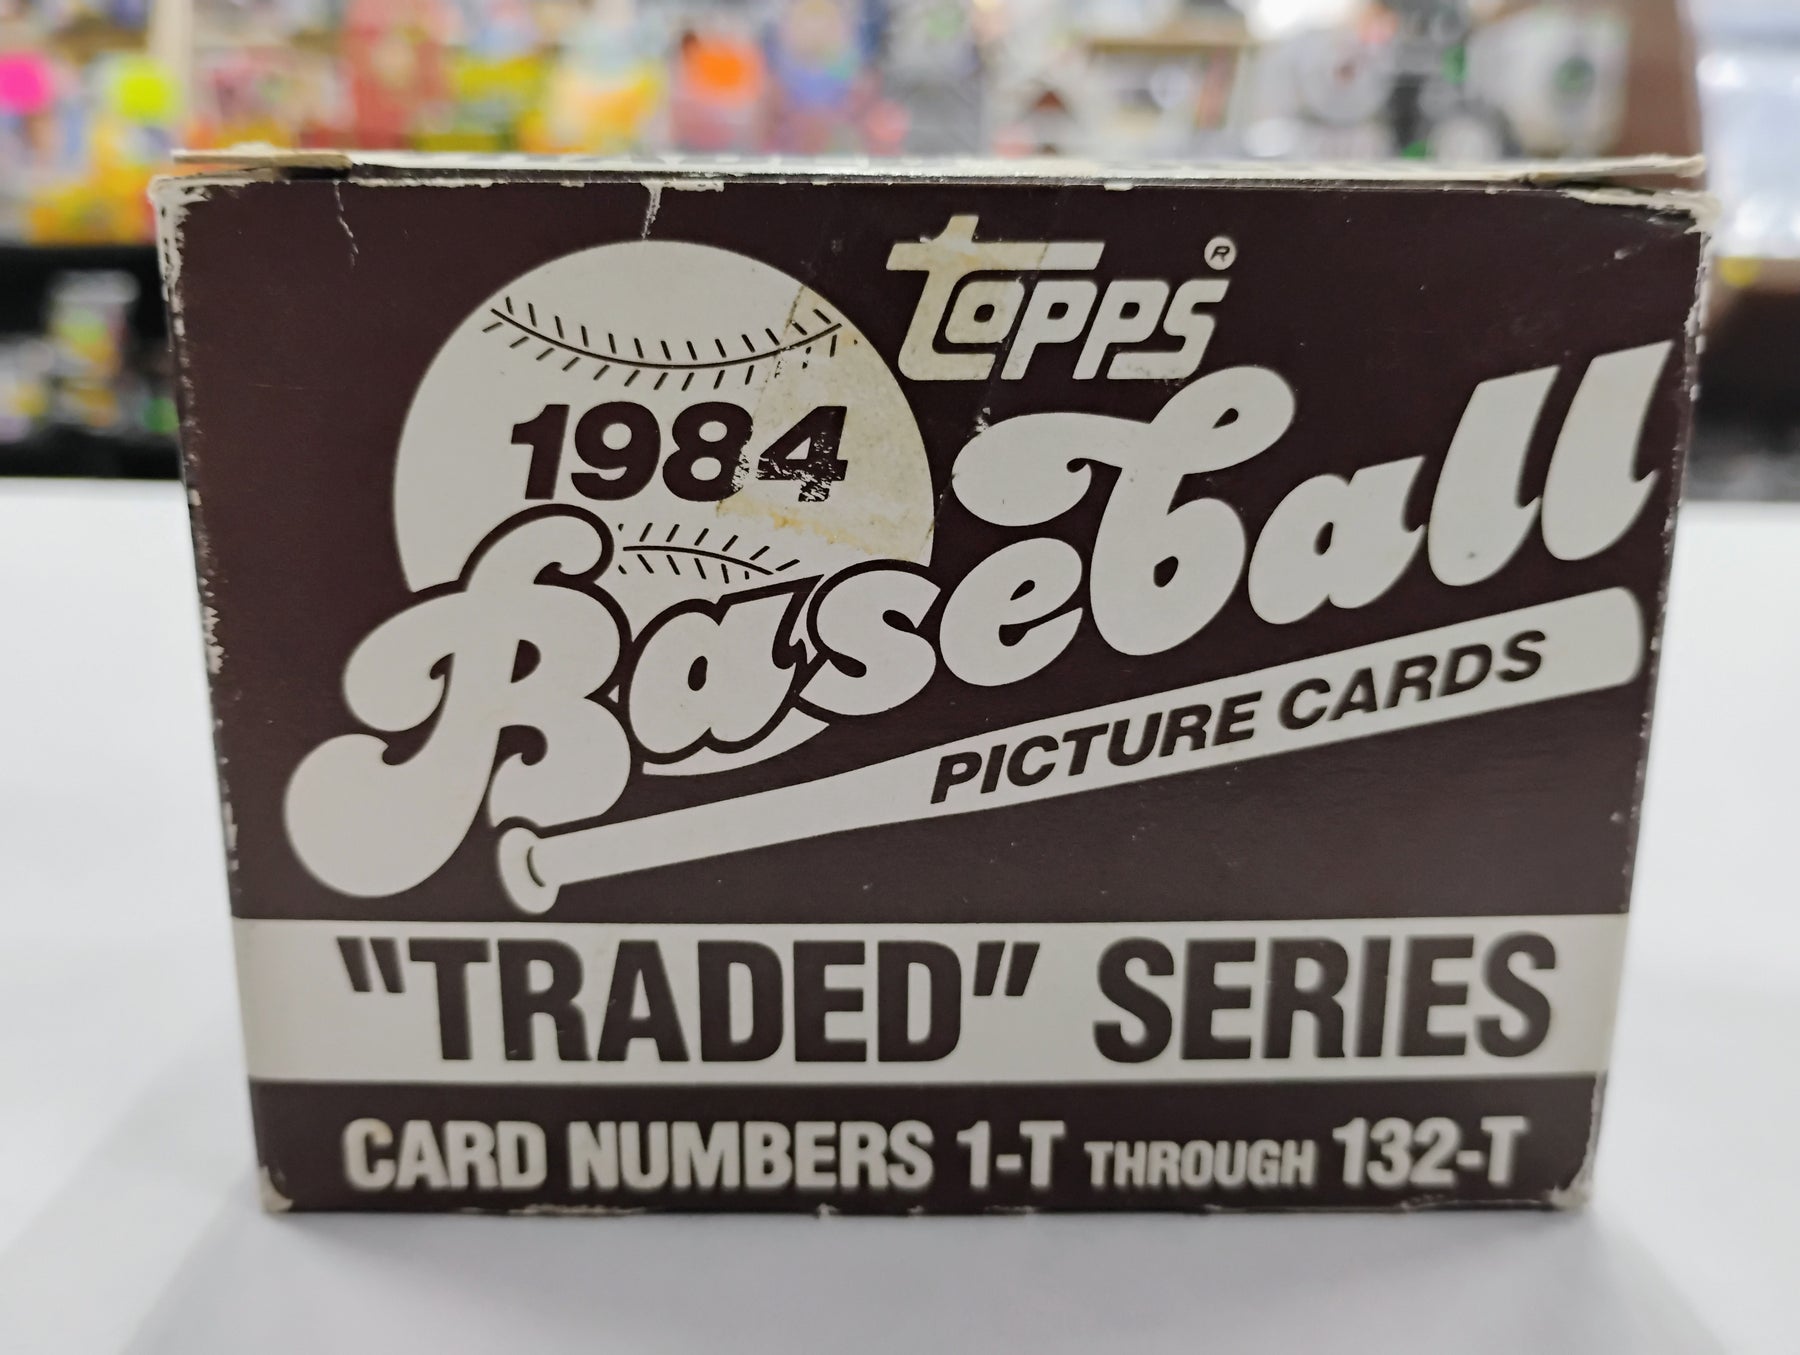 topps®
1984
Baseball
PICTURE CARDS
"TRADED" SERIES
CARD NUMBERS 1-T THROUGH 132-T